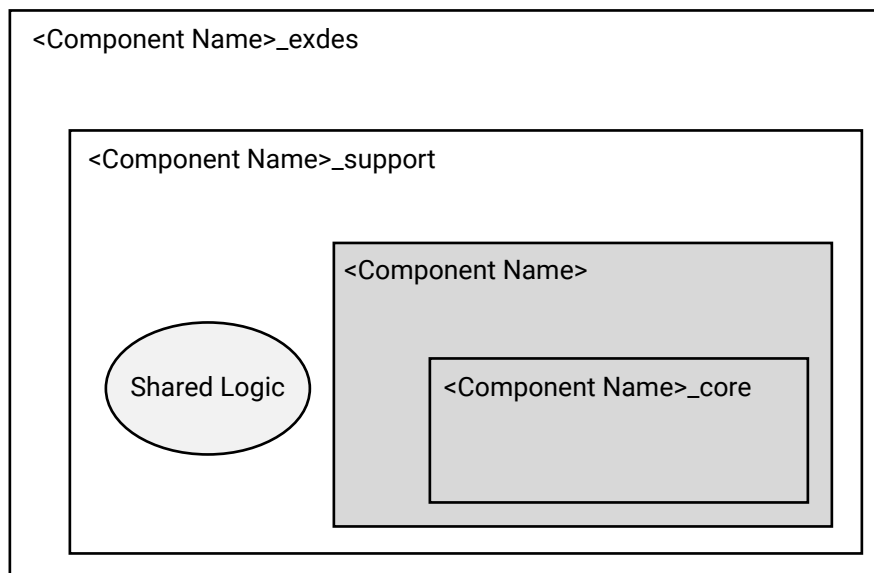 <Component Name>_exdes
<Component Name>_support
<Component Name>
Shared Logic
<Component Name>_core